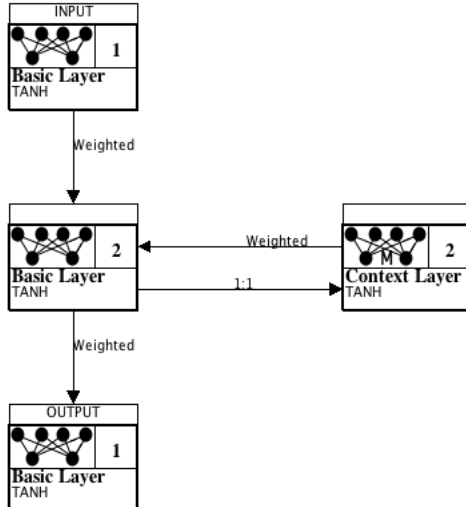 INPUT
1
Basic Layer
TANH
Weighted
2
Basic Layer
TANH
Weighted
1:1
M
2
Context Layer
TANH
Weighted
OUTPUT
1
Basic Layer
TANH